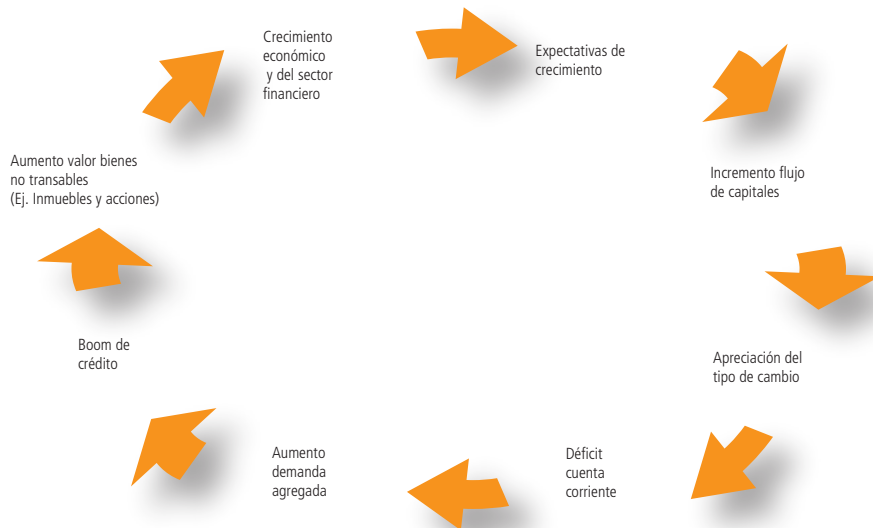 Crecimiento
económico
y del sector
financiero
Expectativas de
crecimiento
Incremento flujo
de capitales
Apreciación del
tipo de cambio
Déficit
cuenta
corriente
Aumento
demanda
agregada
Boom de
crédito
Aumento valor bienes
no transables
(Ej. Inmuebles y acciones)